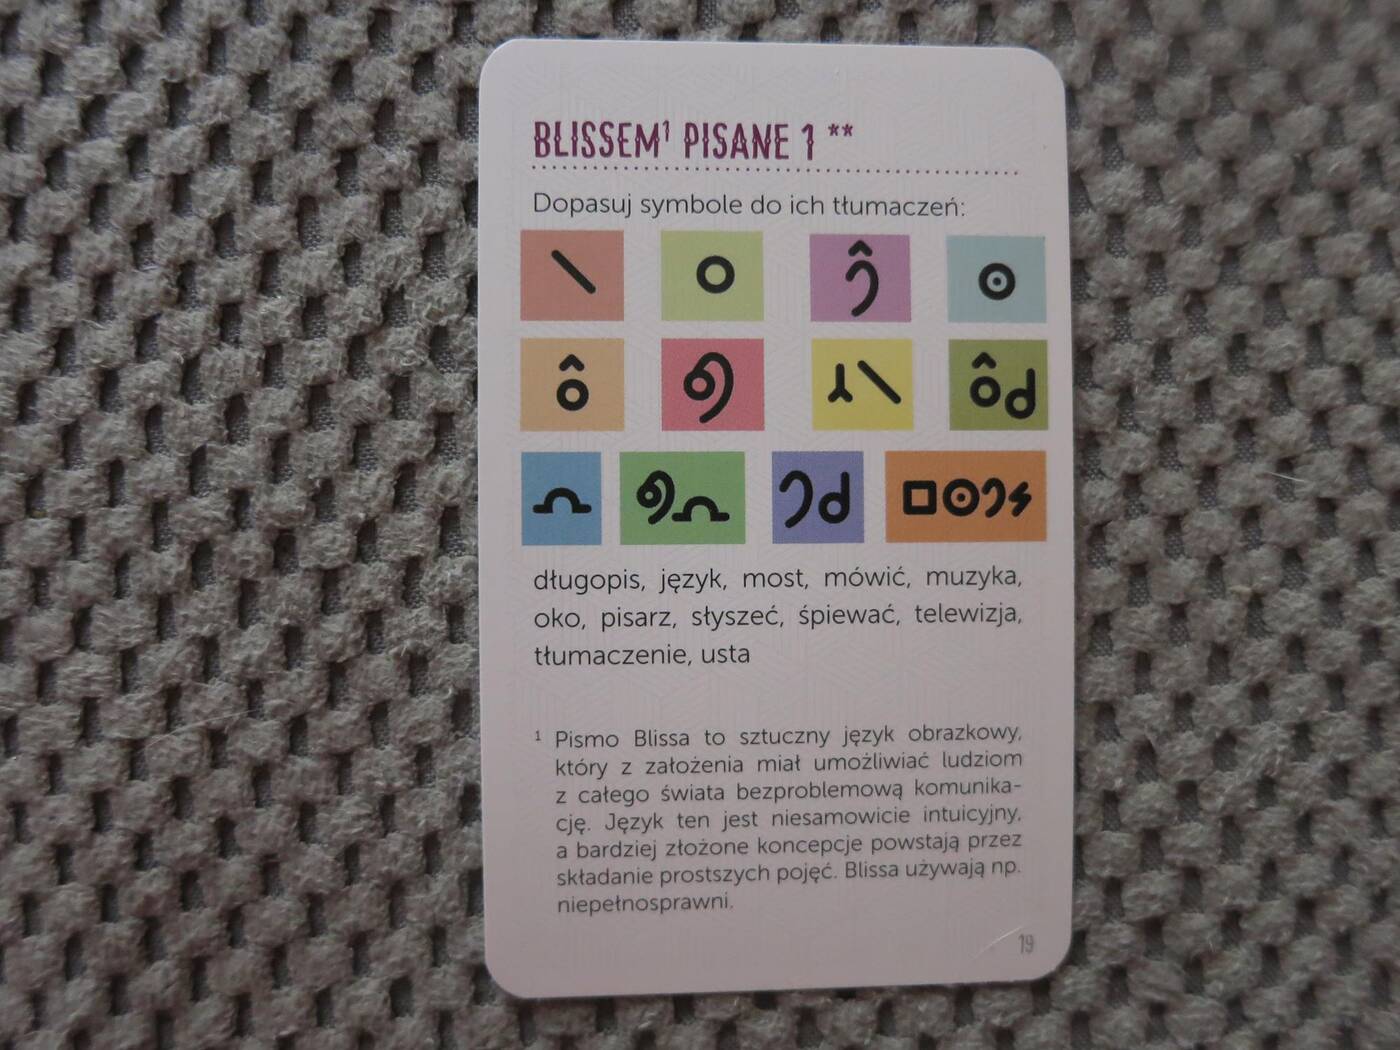 BLISSEM¹ PISANE 1 **
Dopasuj symbole do ich tłumaczeń:
długopis, język, most, mówić, muzyka,
oko, pisarz, słyszeć, śpiewać, telewizja,
tłumaczenie, usta
¹ Pismo Blissa to sztuczny język obrazkowy,
który z założenia miał umożliwiać ludziom
z całego świata bezproblemową komunika-
cję. Język ten jest niesamowicie intuicyjny,
a bardziej złożone koncepcje powstają przez
składanie prostszych pojęć. Blissa używają np.
niepełnosprawni.
19